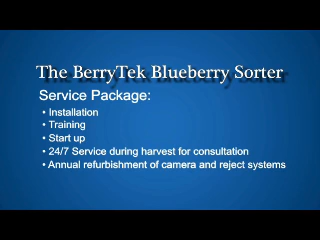 The BerryTek Blueberry Sorter
Service Package:
• Installation
• Training
• Start up
• 24/7 Service during harvest for consultation
• Annual refurbishment of camera and reject systems